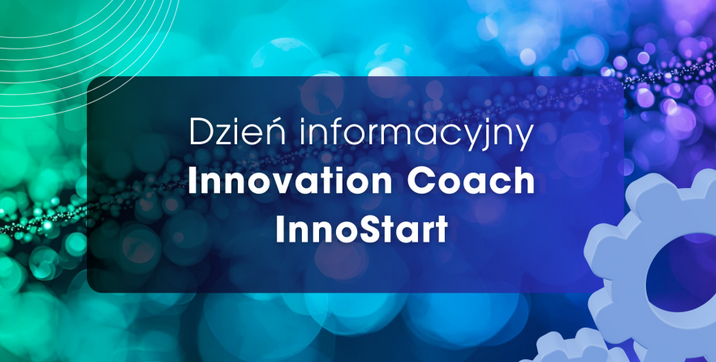 Dzień informacyjny
Innovation Coach
InnoStart